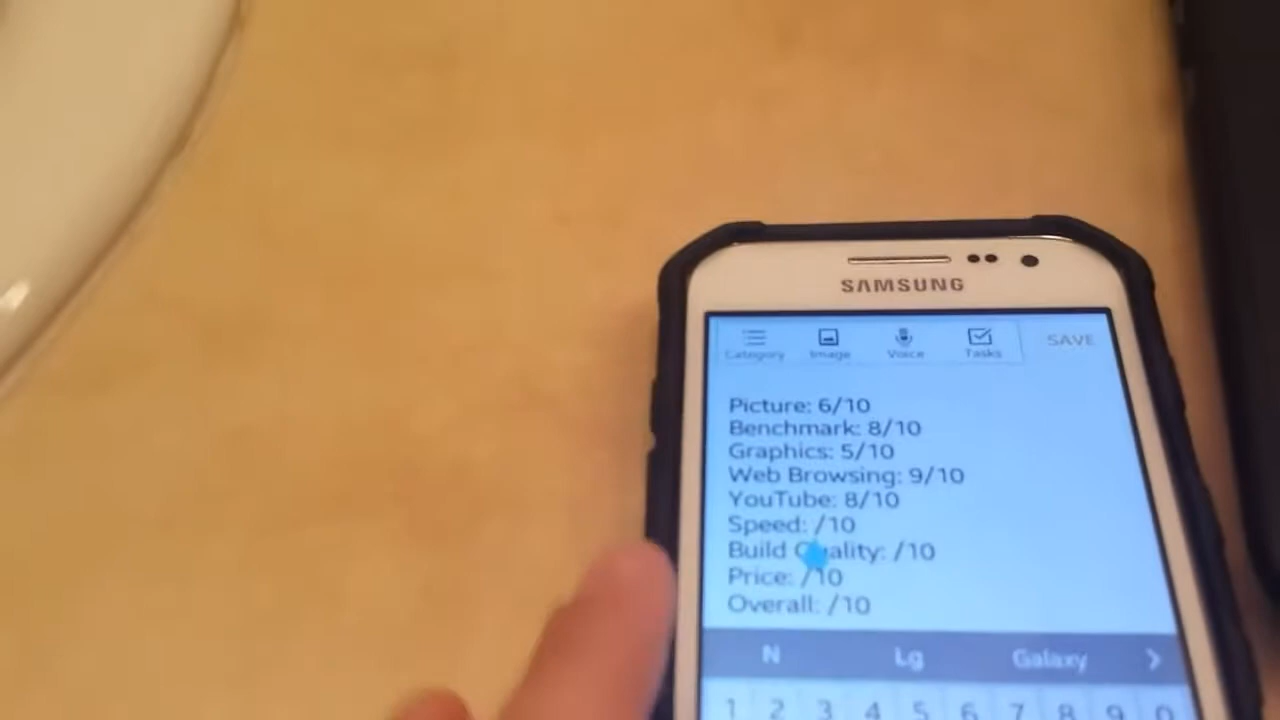 SAMSUNG
Category Image Voice Tasks SAVE
Picture: 6/10
Benchmark: 8/10
Graphics: 5/10
Web Browsing: 9/10
YouTube: 8/10
Speed: /10
Build Quality: /10
Price: /10
Overall: /10
N Lg Galaxy
1 2 3 4 5 6 7 8 9 0